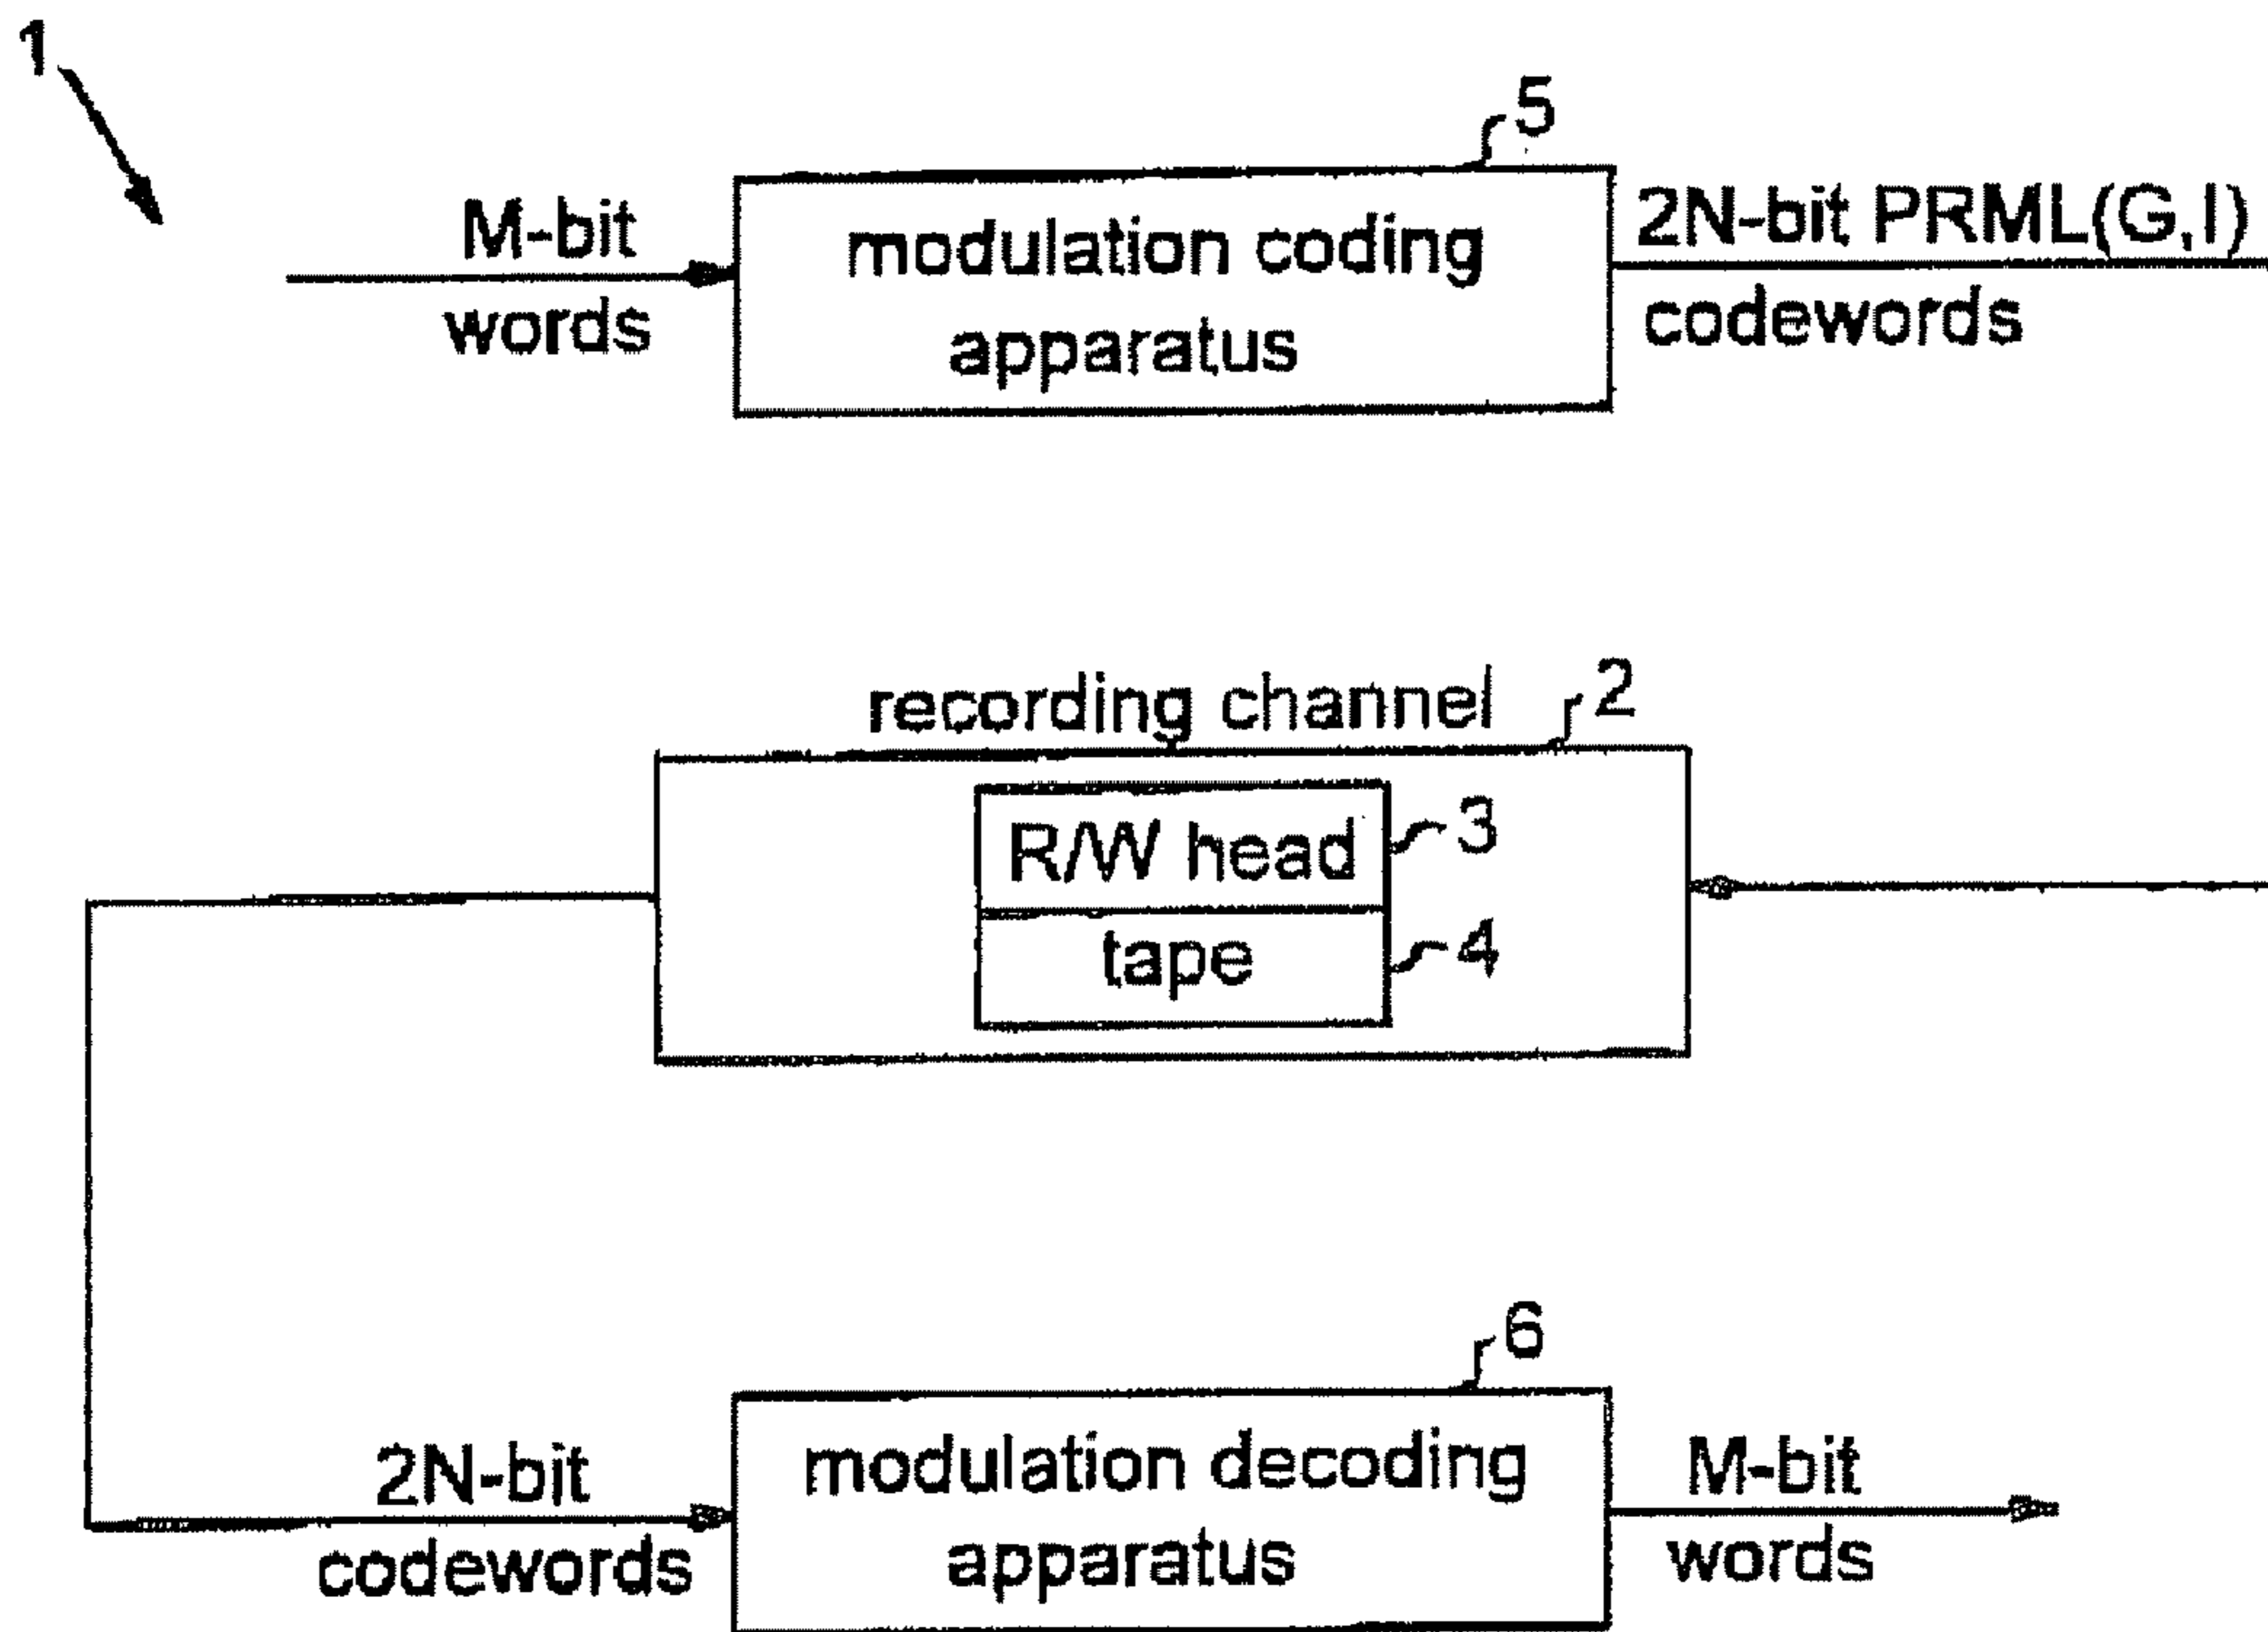 1
5
M-bit
words
modulation coding
apparatus
2N-bit PRML(G,I)
codewords
recording channel
2
R/W head
3
tape
4
6
2N-bit
codewords
modulation decoding
apparatus
M-bit
words